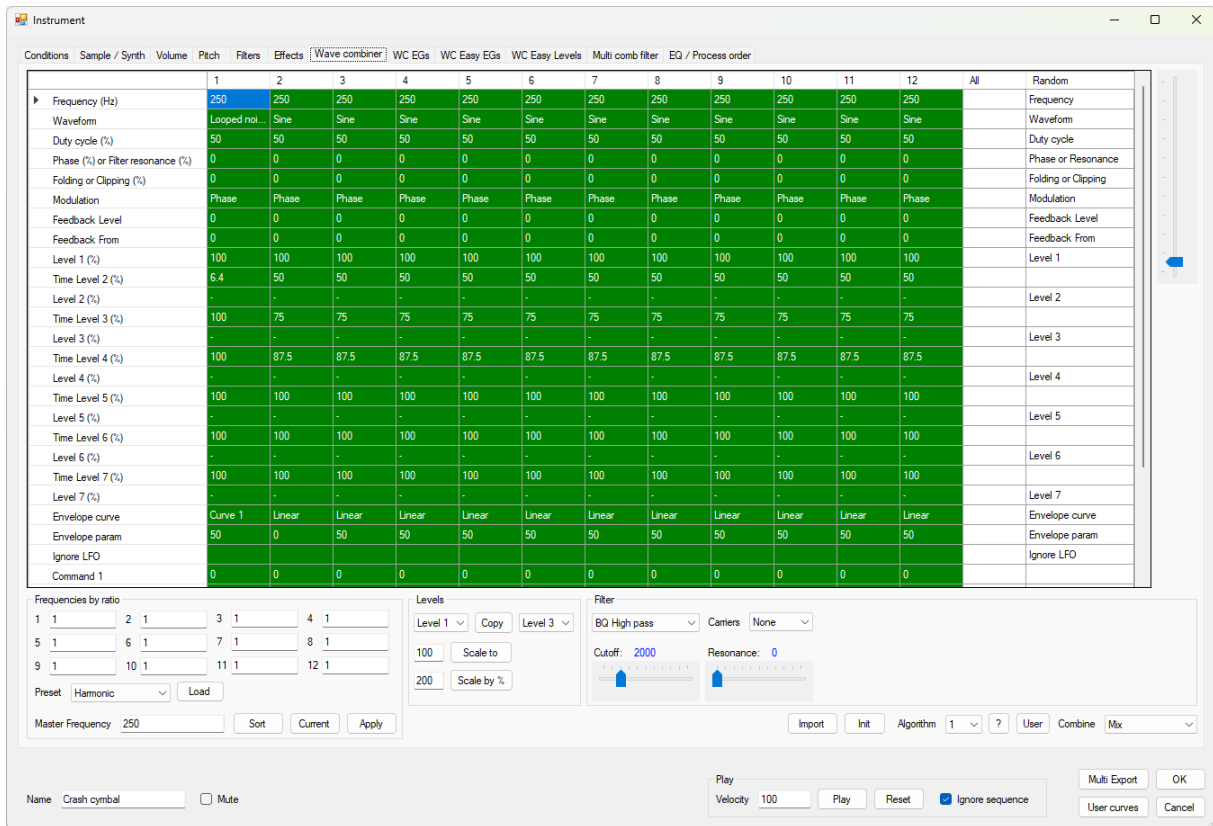 Instrument
Conditions Sample / Synth Volume Pitch Filters Effects Wave combiner WC EGs WC Easy EGs WC Easy Levels Multi comb filter EQ / Process order
1 2 3 4 5 6 7 8 9 10 11 12 All Random
Frequency (Hz) 250 250 250 250 250 250 250 250 250 250 250 250 Frequency
Waveform Looped noi... Sine Sine Sine Sine Sine Sine Sine Sine Sine Sine Sine Waveform
Duty cycle (%) 50 50 50 50 50 50 50 50 50 50 50 50 Duty cycle
Phase (%) or Filter resonance (%) 0 0 0 0 0 0 0 0 0 0 0 0 Phase or Resonance
Folding or Clipping (%) 0 0 0 0 0 0 0 0 0 0 0 0 Folding or Clipping
Modulation Phase Phase Phase Phase Phase Phase Phase Phase Phase Phase Phase Phase Modulation
Feedback Level 0 0 0 0 0 0 0 0 0 0 0 0 Feedback Level
Feedback From 0 0 0 0 0 0 0 0 0 0 0 0 Feedback From
Level 1 (%) 100 100 100 100 100 100 100 100 100 100 100 100 Level 1
Time Level 2 (%) 6.4 50 50 50 50 50 50 50 50 50 50 50
Level 2 (%) - - - - - - - - - - - - Level 2
Time Level 3 (%) 100 75 75 75 75 75 75 75 75 75 75 75
Level 3 (%) - - - - - - - - - - - - Level 3
Time Level 4 (%) 100 87.5 87.5 87.5 87.5 87.5 87.5 87.5 87.5 87.5 87.5 87.5
Level 4 (%) - - - - - - - - - - - - Level 4
Time Level 5 (%) 100 100 100 100 100 100 100 100 100 100 100 100
Level 5 (%) - - - - - - - - - - - - Level 5
Time Level 6 (%) 100 100 100 100 100 100 100 100 100 100 100 100
Level 6 (%) - - - - - - - - - - - - Level 6
Time Level 7 (%) 100 100 100 100 100 100 100 100 100 100 100 100
Level 7 (%) - - - - - - - - - - - - Level 7
Envelope curve Curve 1 Linear Linear Linear Linear Linear Linear Linear Linear Linear Linear Linear Envelope curve
Envelope param 50 0 50 50 50 50 50 50 50 50 50 50 Envelope param
Ignore LFO Ignore LFO
Command 1 0 0 0 0 0 0 0 0 0 0 0 0
Frequencies by ratio
1 1 2 1 3 1 4 1
5 1 6 1 7 1 8 1
9 1 10 1 11 1 12 1
Preset Harmonic Load
Master Frequency 250 Sort Current Apply
Levels
Level 1 Copy Level 3
100 Scale to
200 Scale by %
Filter
BQ High pass Carriers None
Cutoff: 2000 Resonance: 0
Import Init Algorithm 1 ? User Combine Mix
Name Crash cymbal Mute
Play
Velocity 100 Play Reset Ignore sequence
Multi Export OK
User curves Cancel